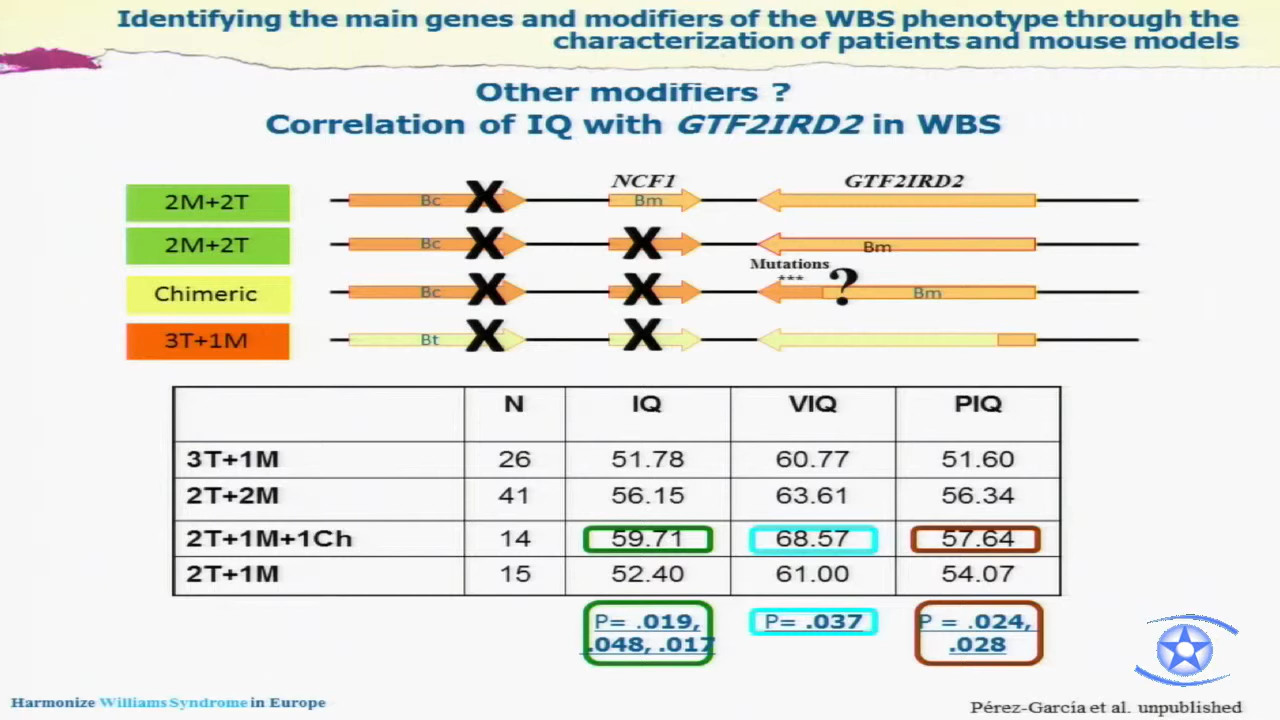 Identifying the main genes and modifiers of the WBS phenotype through the
characterization of patients and mouse models
Other modifiers ?
Correlation of IQ with GTF2IRD2 in WBS
NCF1 GTF2IRD2
2M+2T Bc X Bm
2M+2T Bc X X Bm
Mutations
***
Chimeric Bc X X ? Bm
3T+1M Bt X X
N IQ VIQ PIQ
3T+1M 26 51.78 60.77 51.60
2T+2M 41 56.15 63.61 56.34
2T+1M+1Ch 14 59.71 68.57 57.64
2T+1M 15 52.40 61.00 54.07
P= .019, P= .037 P = .024,
.048, .017 .028
Harmonize Williams Syndrome in Europe
Pérez-García et al. unpublished